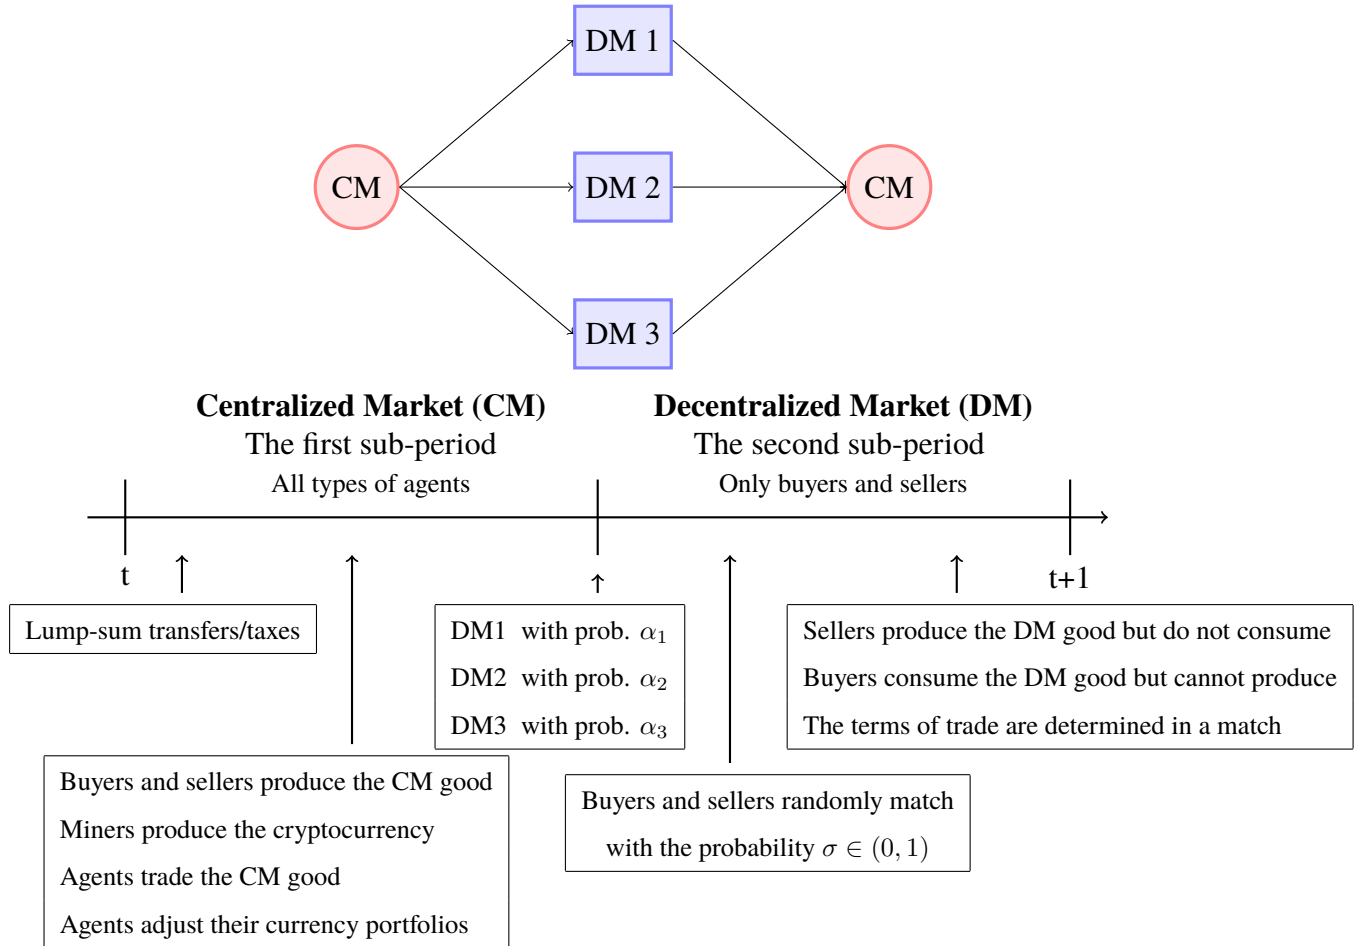 DM 1
CM
DM 2
CM
DM 3
Centralized Market (CM)
The first sub-period
All types of agents
Decentralized Market (DM)
The second sub-period
Only buyers and sellers
t
t+1
Lump-sum transfers/taxes
DM1 with prob. α₁
DM2 with prob. α₂
DM3 with prob. α₃
Sellers produce the DM good but do not consume
Buyers consume the DM good but cannot produce
The terms of trade are determined in a match
Buyers and sellers produce the CM good
Miners produce the cryptocurrency
Agents trade the CM good
Agents adjust their currency portfolios
Buyers and sellers randomly match
with the probability σ ∈ (0, 1)